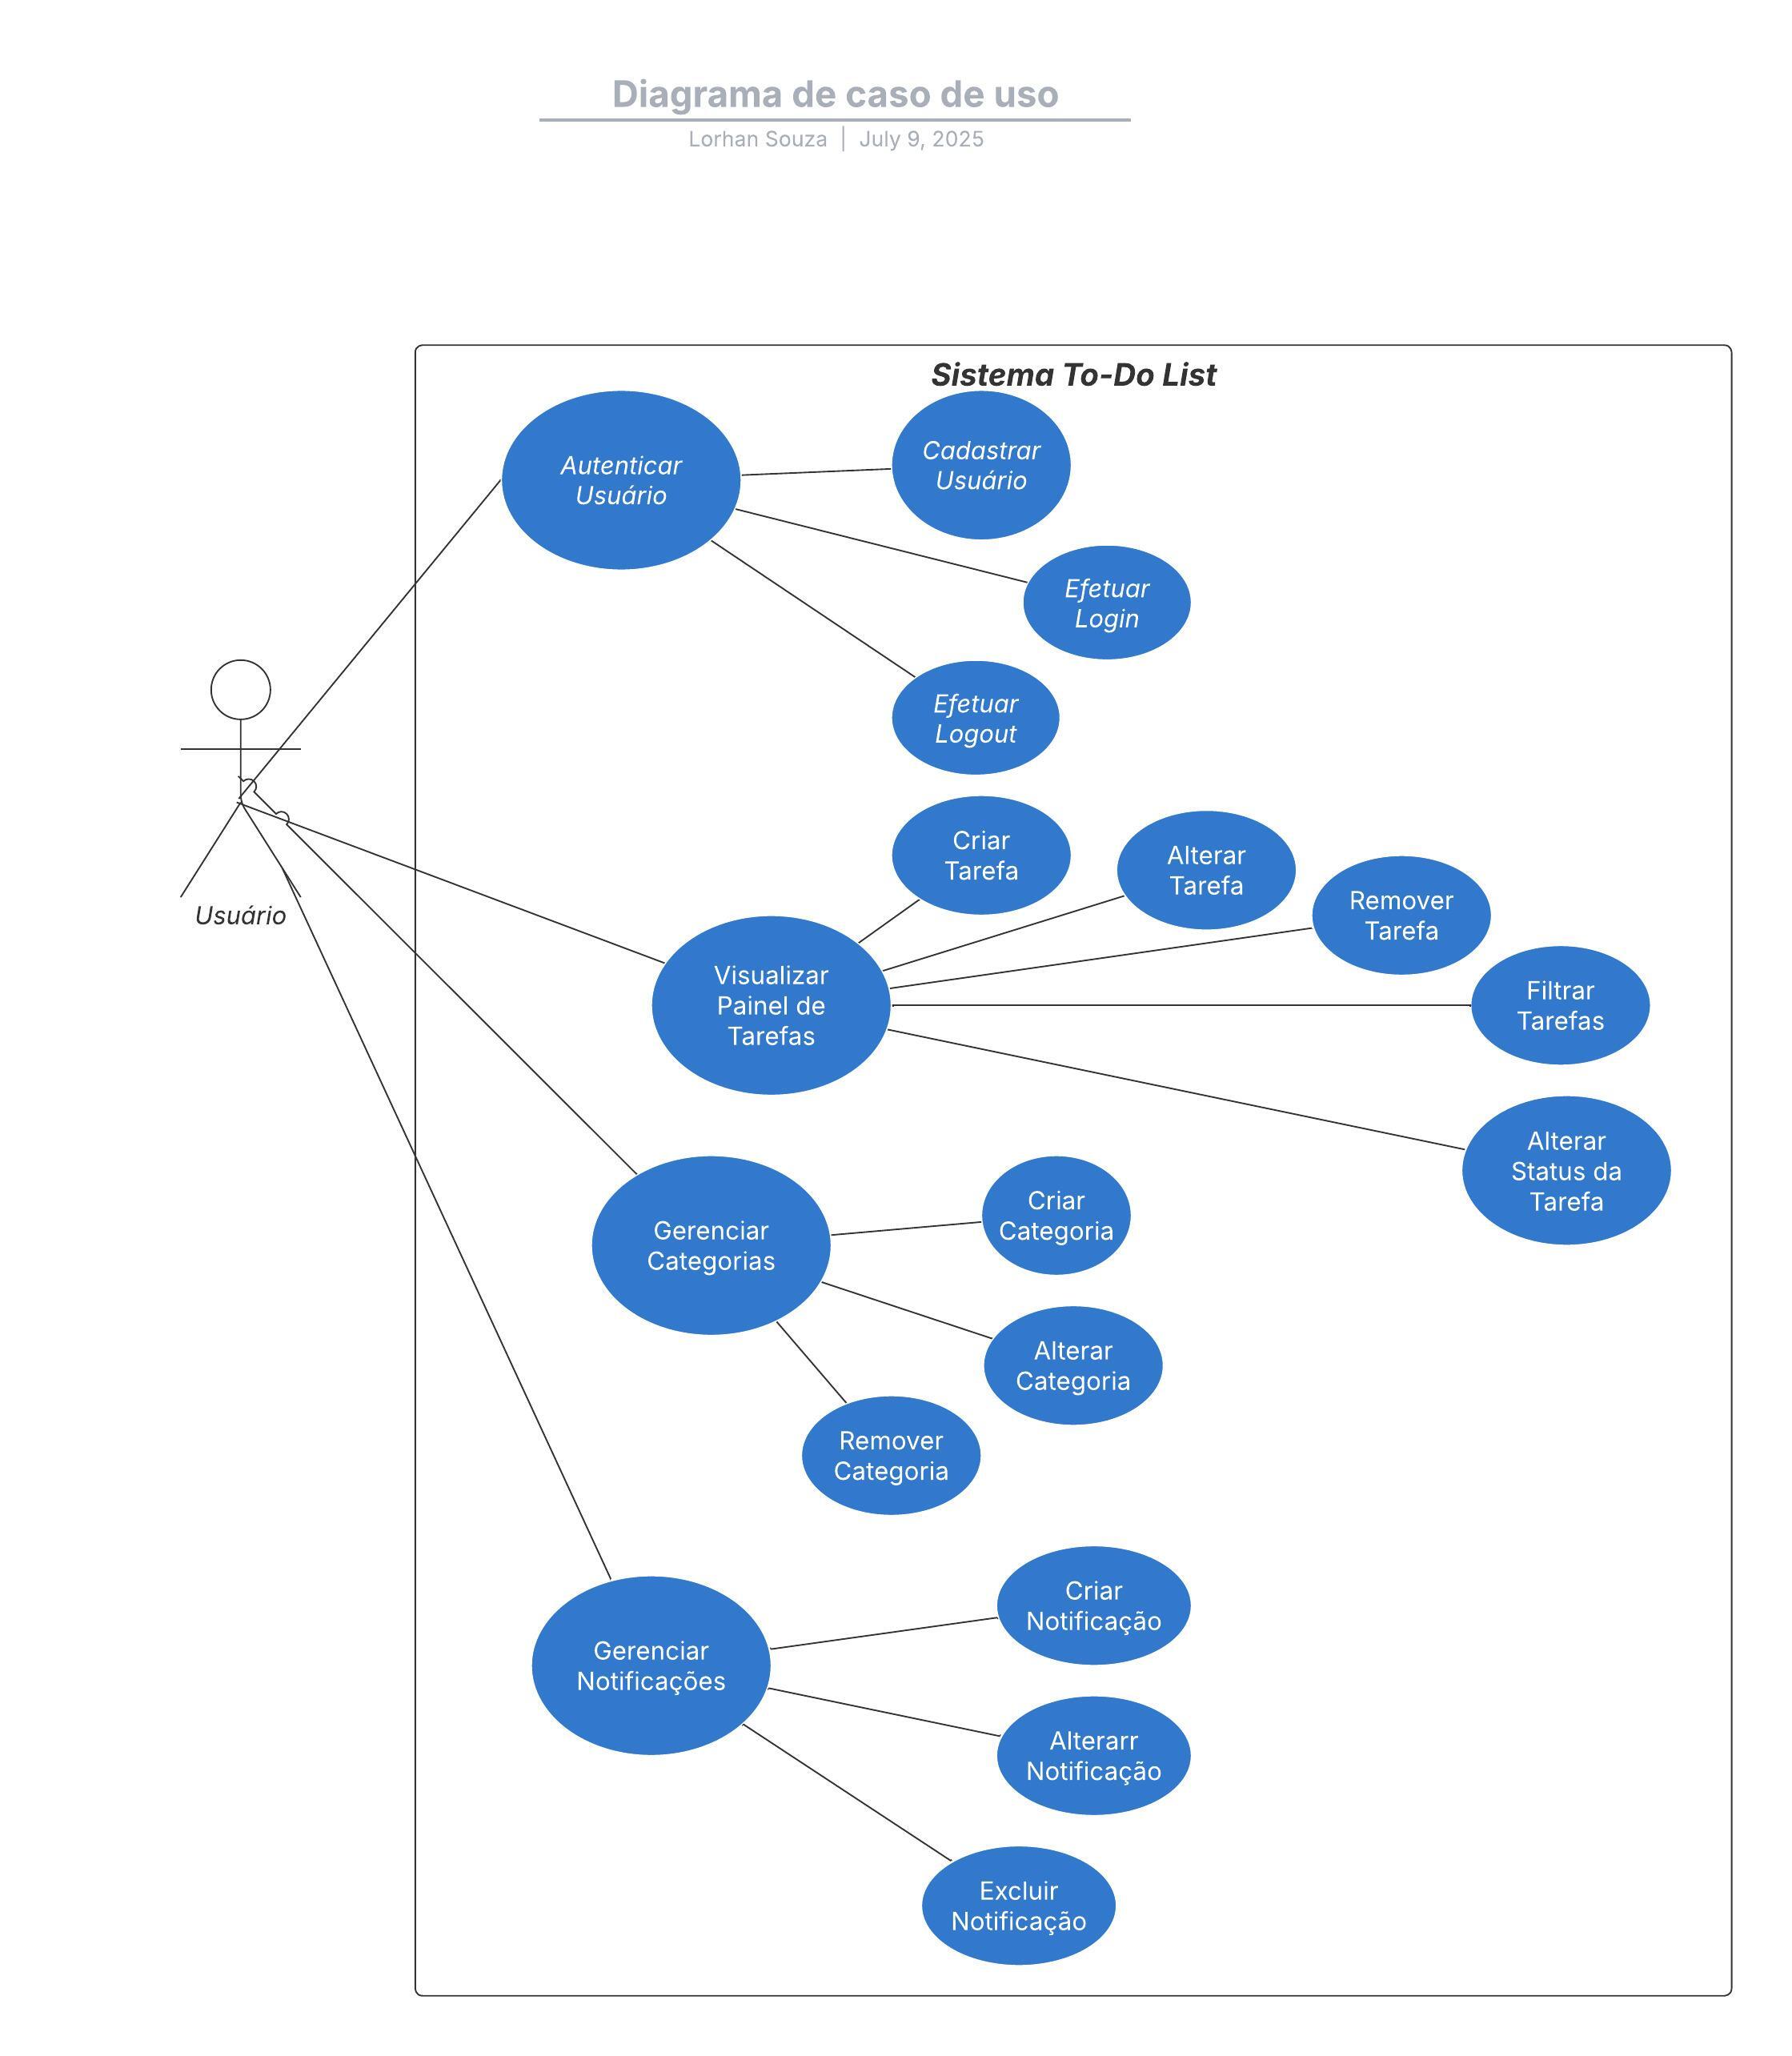 Diagrama de caso de uso
Lorhan Souza | July 9, 2025
Sistema To-Do List
Autenticar
Usuário
Cadastrar
Usuário
Efetuar
Login
Efetuar
Logout
Usuário
Criar
Tarefa
Alterar
Tarefa
Remover
Tarefa
Filtrar
Tarefas
Visualizar
Painel de
Tarefas
Alterar
Status da
Tarefa
Gerenciar
Categorias
Criar
Categoria
Alterar
Categoria
Remover
Categoria
Gerenciar
Notificações
Criar
Notificação
Alterarr
Notificação
Excluir
Notificação